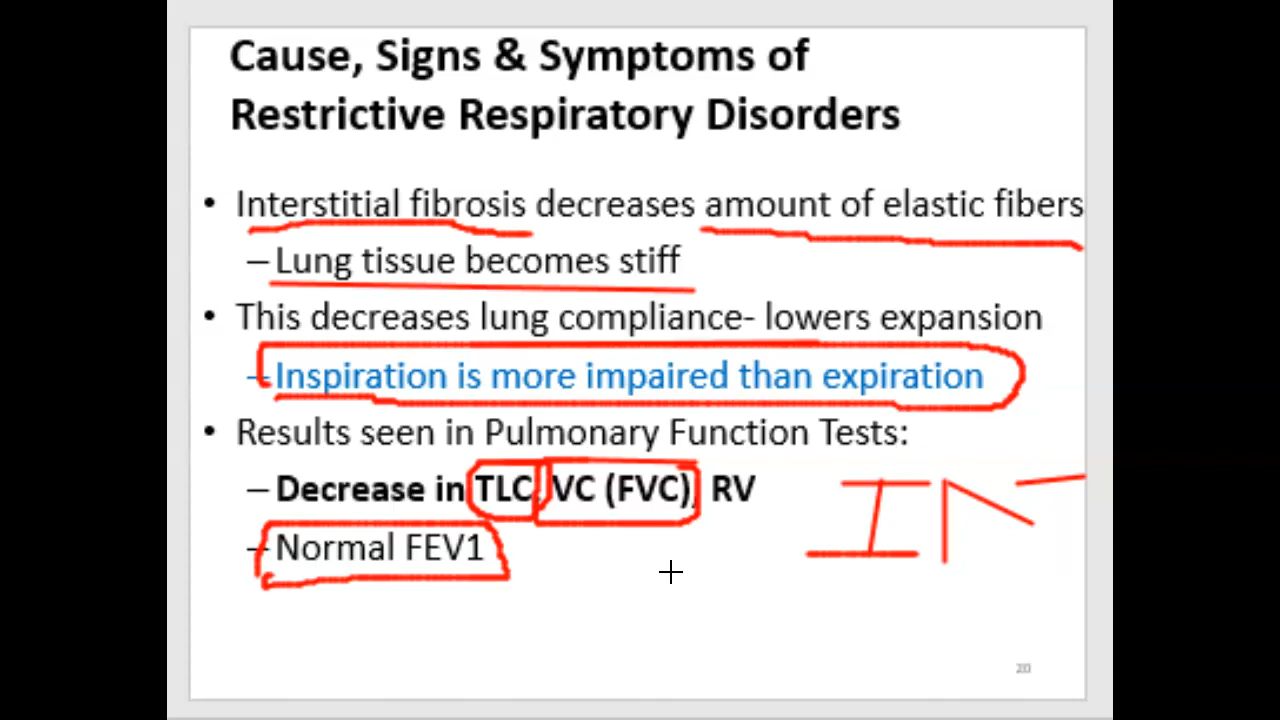 Cause, Signs & Symptoms of
Restrictive Respiratory Disorders
• Interstitial fibrosis decreases amount of elastic fibers
–Lung tissue becomes stiff
• This decreases lung compliance- lowers expansion
–Inspiration is more impaired than expiration
• Results seen in Pulmonary Function Tests:
–Decrease in TLC, VC (FVC), RV
–Normal FEV1